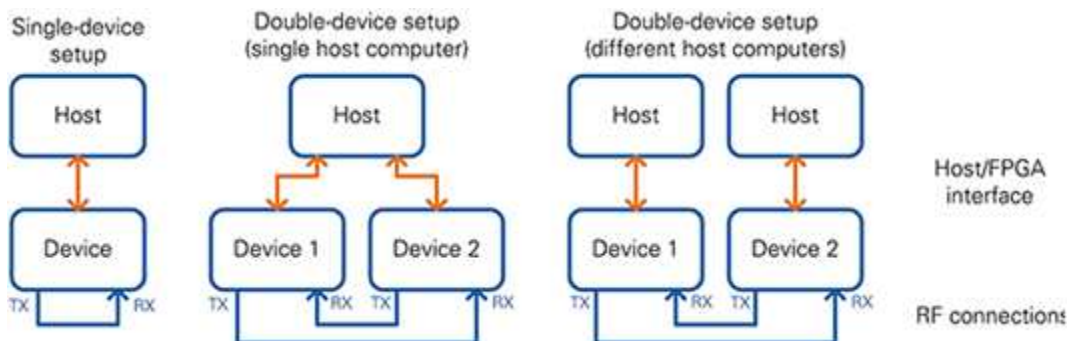 Single-device
setup
Double-device setup
(single host computer)
Double-device setup
(different host computers)
Host
Host
Host
Host
Host/FPGA
interface
Device
Device 1
Device 2
Device 1
Device 2
TX
RX
TX
RX
TX
RX
TX
RX
TX
RX
RF connections